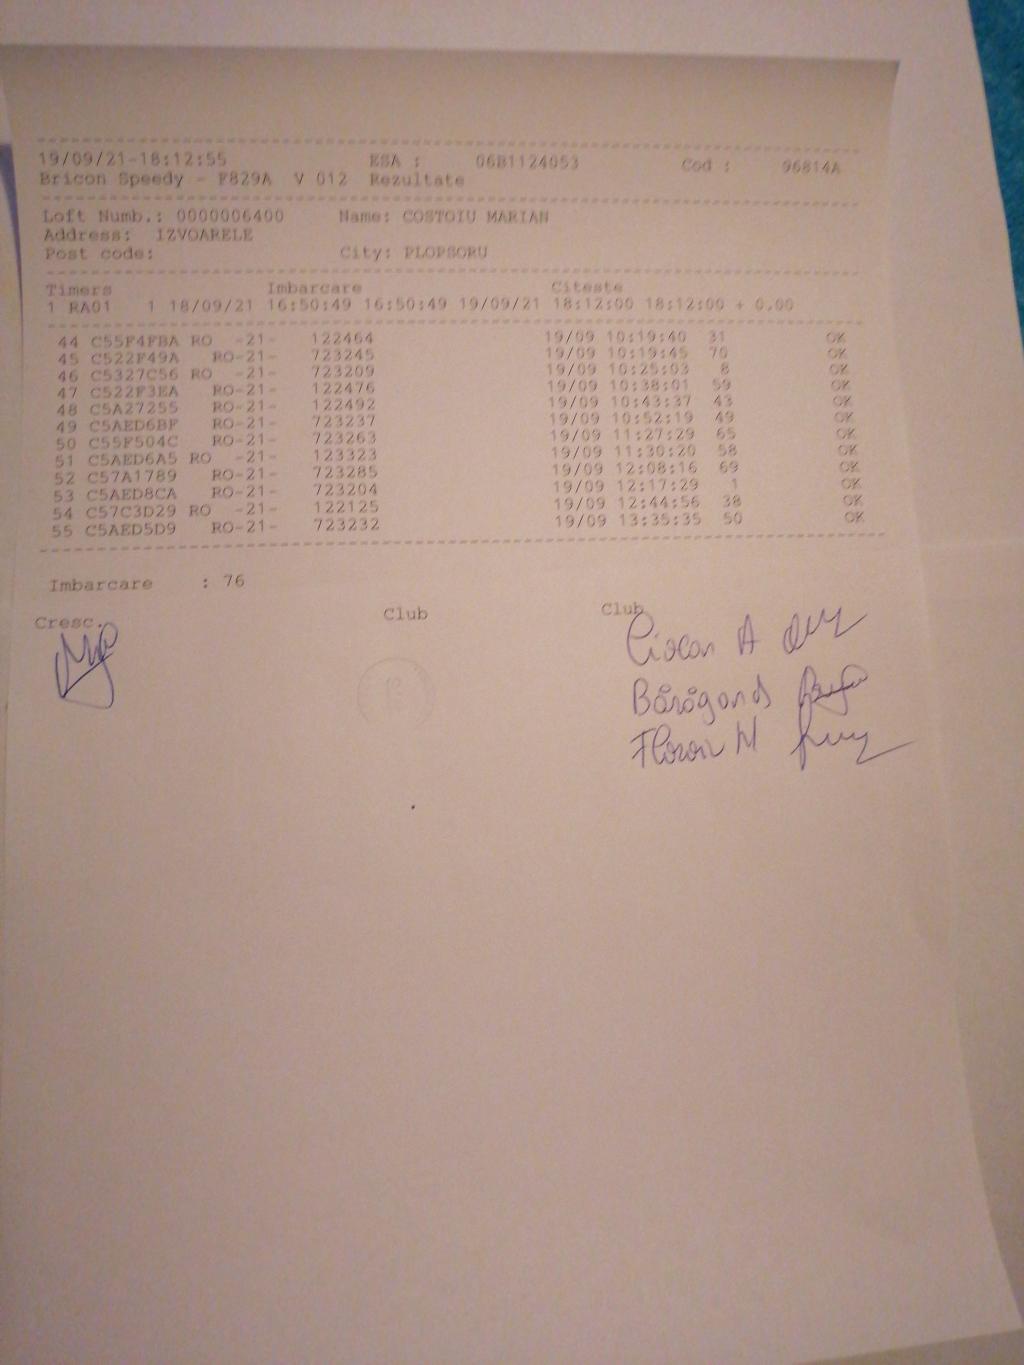 19/09/21-18:12:55 ESA : 06B1124053 Cod : 96814A
Bricon Speedy - F829A V 012 Rezultate
Loft Numb.: 0000006400 Name: COSTOIU MARIAN
Address: IZVOARELE
Post code: City: PLOPSORU
Timers Imbarcare Citeste
1 RA01 1 18/09/21 16:50:49 16:50:49 19/09/21 18:12:00 18:12:00 + 0.00
44 C55F4FBA RO -21- 122464 19/09 10:19:40 31 OK
45 C522F49A RO-21- 723245 19/09 10:19:45 70 OK
46 C5327C56 RO -21- 723209 19/09 10:25:03 8 OK
47 C522F3EA RO-21- 122476 19/09 10:38:01 59 OK
48 C5A27255 RO-21- 122492 19/09 10:43:37 43 OK
49 C5AED6BF RO-21- 723237 19/09 10:52:19 49 OK
50 C55F504C RO-21- 723263 19/09 11:27:29 65 OK
51 C5AED6A5 RO -21- 123323 19/09 11:30:20 58 OK
52 C57A1789 RO-21- 723285 19/09 12:08:16 69 OK
53 C5AED8CA RO-21- 723204 19/09 12:17:29 1 OK
54 C57C3D29 RO -21- 122125 19/09 12:44:56 38 OK
55 C5AED5D9 RO-21- 723232 19/09 13:35:35 50 OK
Imbarcare : 76
Cresc. Club Club
Ciocan A
Florin M